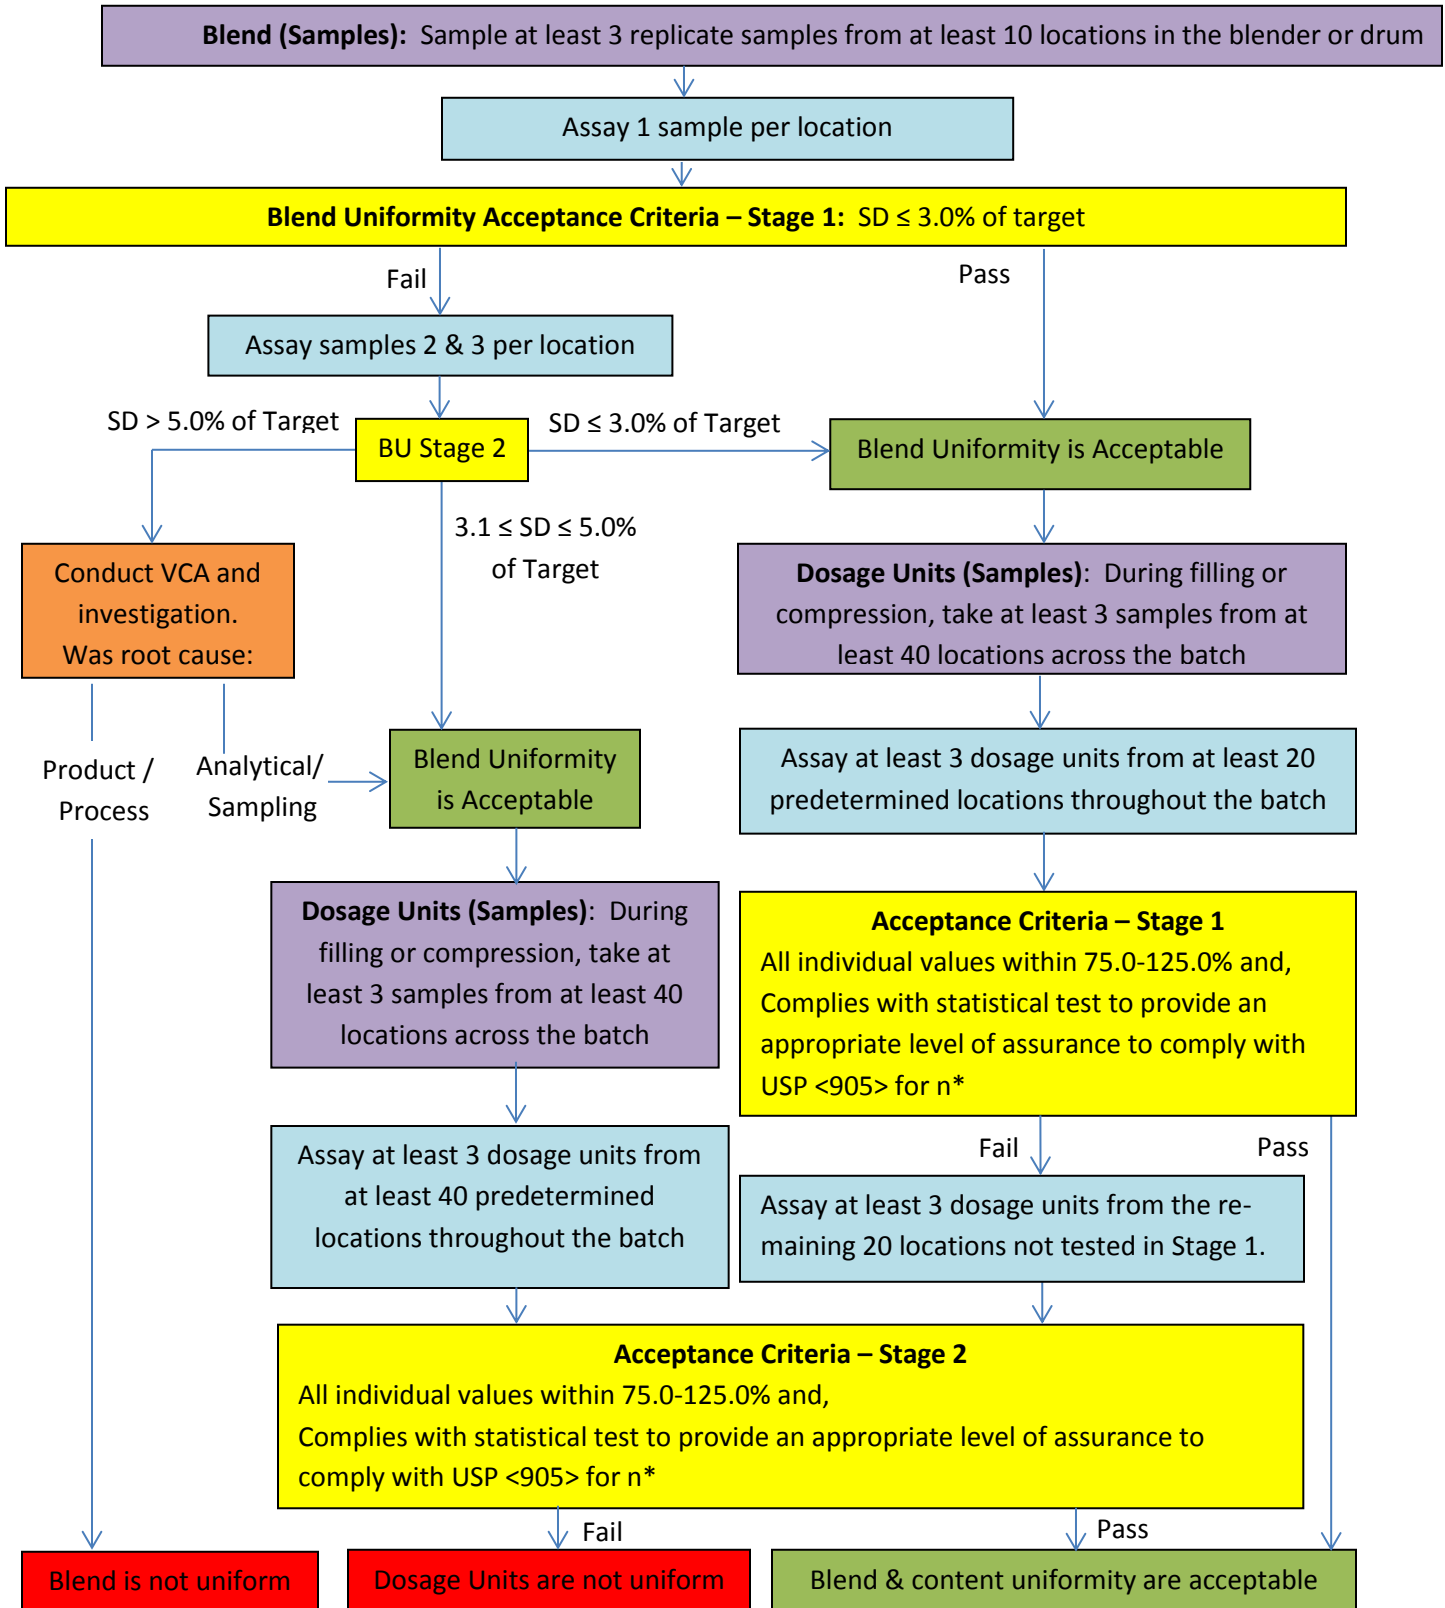 Blend (Samples): Sample at least 3 replicate samples from at least 10 locations in the blender or drum
Assay 1 sample per location
Blend Uniformity Acceptance Criteria – Stage 1: SD ≤ 3.0% of target
Fail
Pass
Assay samples 2 & 3 per location
SD > 5.0% of Target
BU Stage 2
SD ≤ 3.0% of Target
Blend Uniformity is Acceptable
3.1 ≤ SD ≤ 5.0%
of Target
Conduct VCA and
investigation.
Was root cause:
Dosage Units (Samples): During filling or
compression, take at least 3 samples from at
least 40 locations across the batch
Product /
Process
Analytical/
Sampling
Blend Uniformity
is Acceptable
Assay at least 3 dosage units from at least 20
predetermined locations throughout the batch
Dosage Units (Samples): During
filling or compression, take at
least 3 samples from at least 40
locations across the batch
Acceptance Criteria – Stage 1
All individual values within 75.0-125.0% and,
Complies with statistical test to provide an
appropriate level of assurance to comply with
USP <905> for n*
Fail
Pass
Assay at least 3 dosage units from
at least 40 predetermined
locations throughout the batch
Assay at least 3 dosage units from the re-
maining 20 locations not tested in Stage 1.
Acceptance Criteria – Stage 2
All individual values within 75.0-125.0% and,
Complies with statistical test to provide an appropriate level of assurance to
comply with USP <905> for n*
Fail
Pass
Blend is not uniform
Dosage Units are not uniform
Blend & content uniformity are acceptable